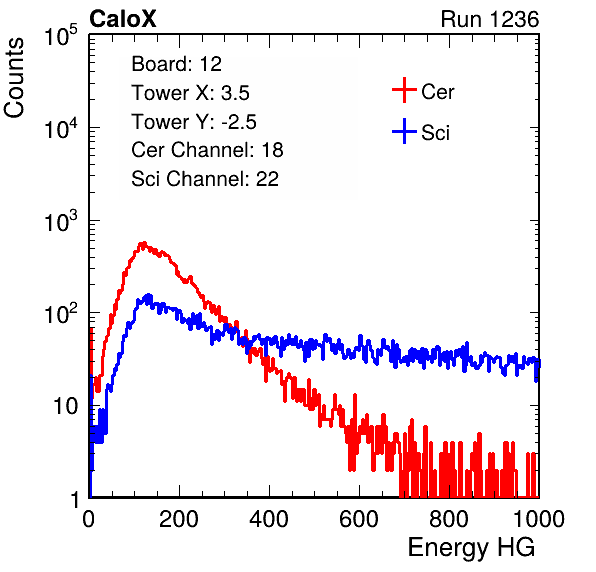 CaloX Run 1236
Counts
10^5
10^4
10^3
10^2
10
1
Board: 12
Tower X: 3.5
Tower Y: -2.5
Cer Channel: 18
Sci Channel: 22
Cer
Sci
0 200 400 600 800 1000
Energy HG